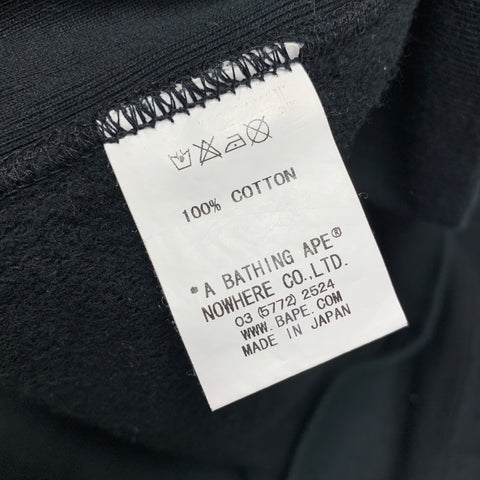 100% COTTON
*A BATHING APE®
NOWHERE CO.,LTD.
03 (5772) 2524
WWW.BAPE.COM
MADE IN JAPAN